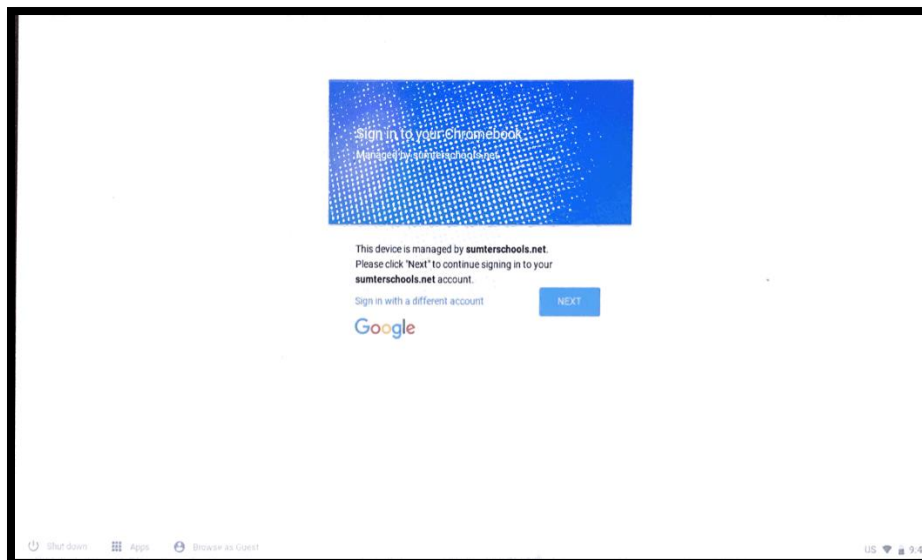 Sign in to your Chromebook
Managed by sumterschools.net
This device is managed by sumterschools.net.
Please click "Next" to continue signing in to your
sumterschools.net account.
Sign in with a different account
NEXT
Google
Shut down
Apps
Browse as Guest
US